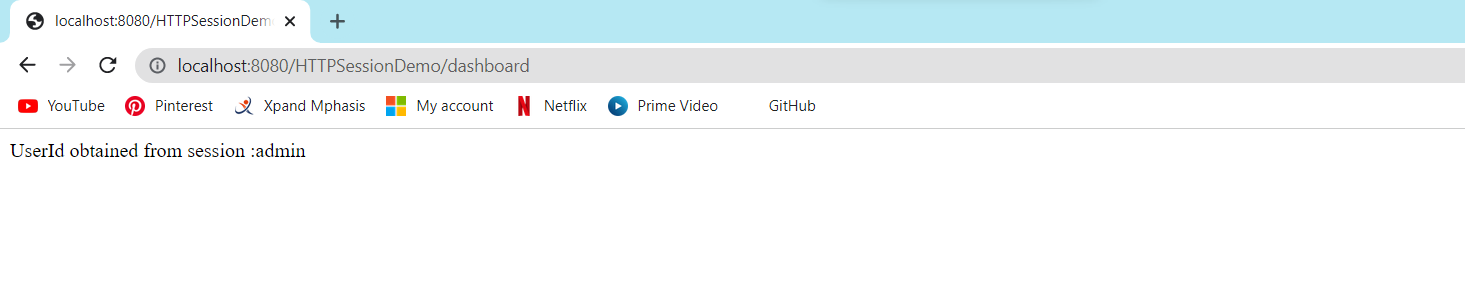 localhost:8080/HTTPSessionDem
localhost:8080/HTTPSessionDemo/dashboard
YouTube Pinterest Xpand Mphasis My account Netflix Prime Video GitHub
UserId obtained from session :admin